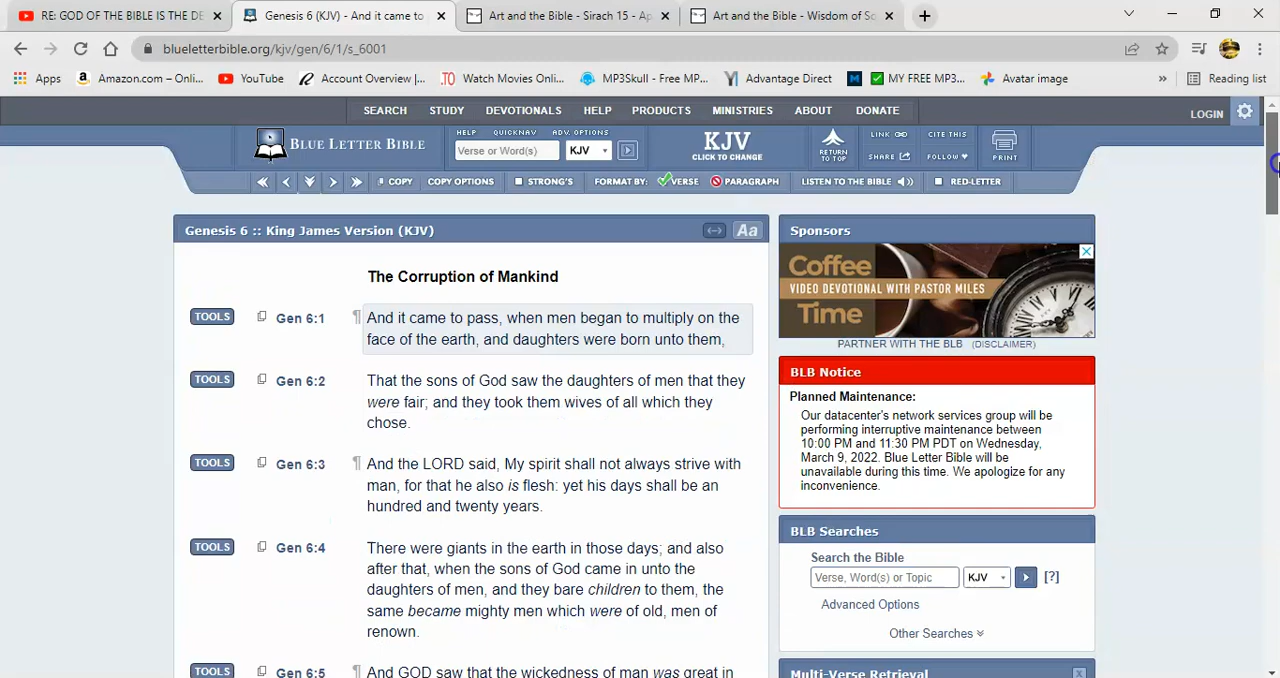 RE: GOD OF THE BIBLE IS THE DE
Genesis 6 (KJV) - And it came to
Art and the Bible - Sirach 15 - Ap
Art and the Bible - Wisdom of So
blueletterbible.org/kjv/gen/6/1/s_6001
Apps
Amazon.com – Onli...
YouTube
Account Overview |...
Watch Movies Onlin...
MP3Skull - Free MP...
Advantage Direct
MY FREE MP3...
Avatar image
»
Reading list
SEARCH STUDY DEVOTIONALS HELP PRODUCTS MINISTRIES ABOUT DONATE
LOGIN
BLUE LETTER BIBLE
HELP QUICKNAV ADV. OPTIONS
Verse or Word(s) KJV
KJV
CLICK TO CHANGE
RETURN
TO TOP
LINK
SHARE
CITE THIS
FOLLOW
PRINT
COPY COPY OPTIONS STRONG'S FORMAT BY: VERSE PARAGRAPH LISTEN TO THE BIBLE RED-LETTER
Genesis 6 :: King James Version (KJV)
Aa
The Corruption of Mankind
TOOLS Gen 6:1 ¶ And it came to pass, when men began to multiply on the
face of the earth, and daughters were born unto them,
TOOLS Gen 6:2 That the sons of God saw the daughters of men that they
were fair; and they took them wives of all which they
chose.
TOOLS Gen 6:3 ¶ And the LORD said, My spirit shall not always strive with
man, for that he also is flesh: yet his days shall be an
hundred and twenty years.
TOOLS Gen 6:4 There were giants in the earth in those days; and also
after that, when the sons of God came in unto the
daughters of men, and they bare children to them, the
same became mighty men which were of old, men of
renown.
TOOLS Gen 6:5 ¶ And GOD saw that the wickedness of man was great in
Sponsors
Coffee
VIDEO DEVOTIONAL WITH PASTOR MILES
Time
PARTNER WITH THE BLB (DISCLAIMER)
BLB Notice
Planned Maintenance:
Our datacenter's network services group will be
performing interruptive maintenance between
10:00 PM and 11:30 PM PDT on Wednesday,
March 9, 2022. Blue Letter Bible will be
unavailable during this time. We apologize for any
inconvenience.
BLB Searches
Search the Bible
Verse, Word(s) or Topic KJV [?]
Advanced Options
Other Searches
Multi-Verse Retrieval